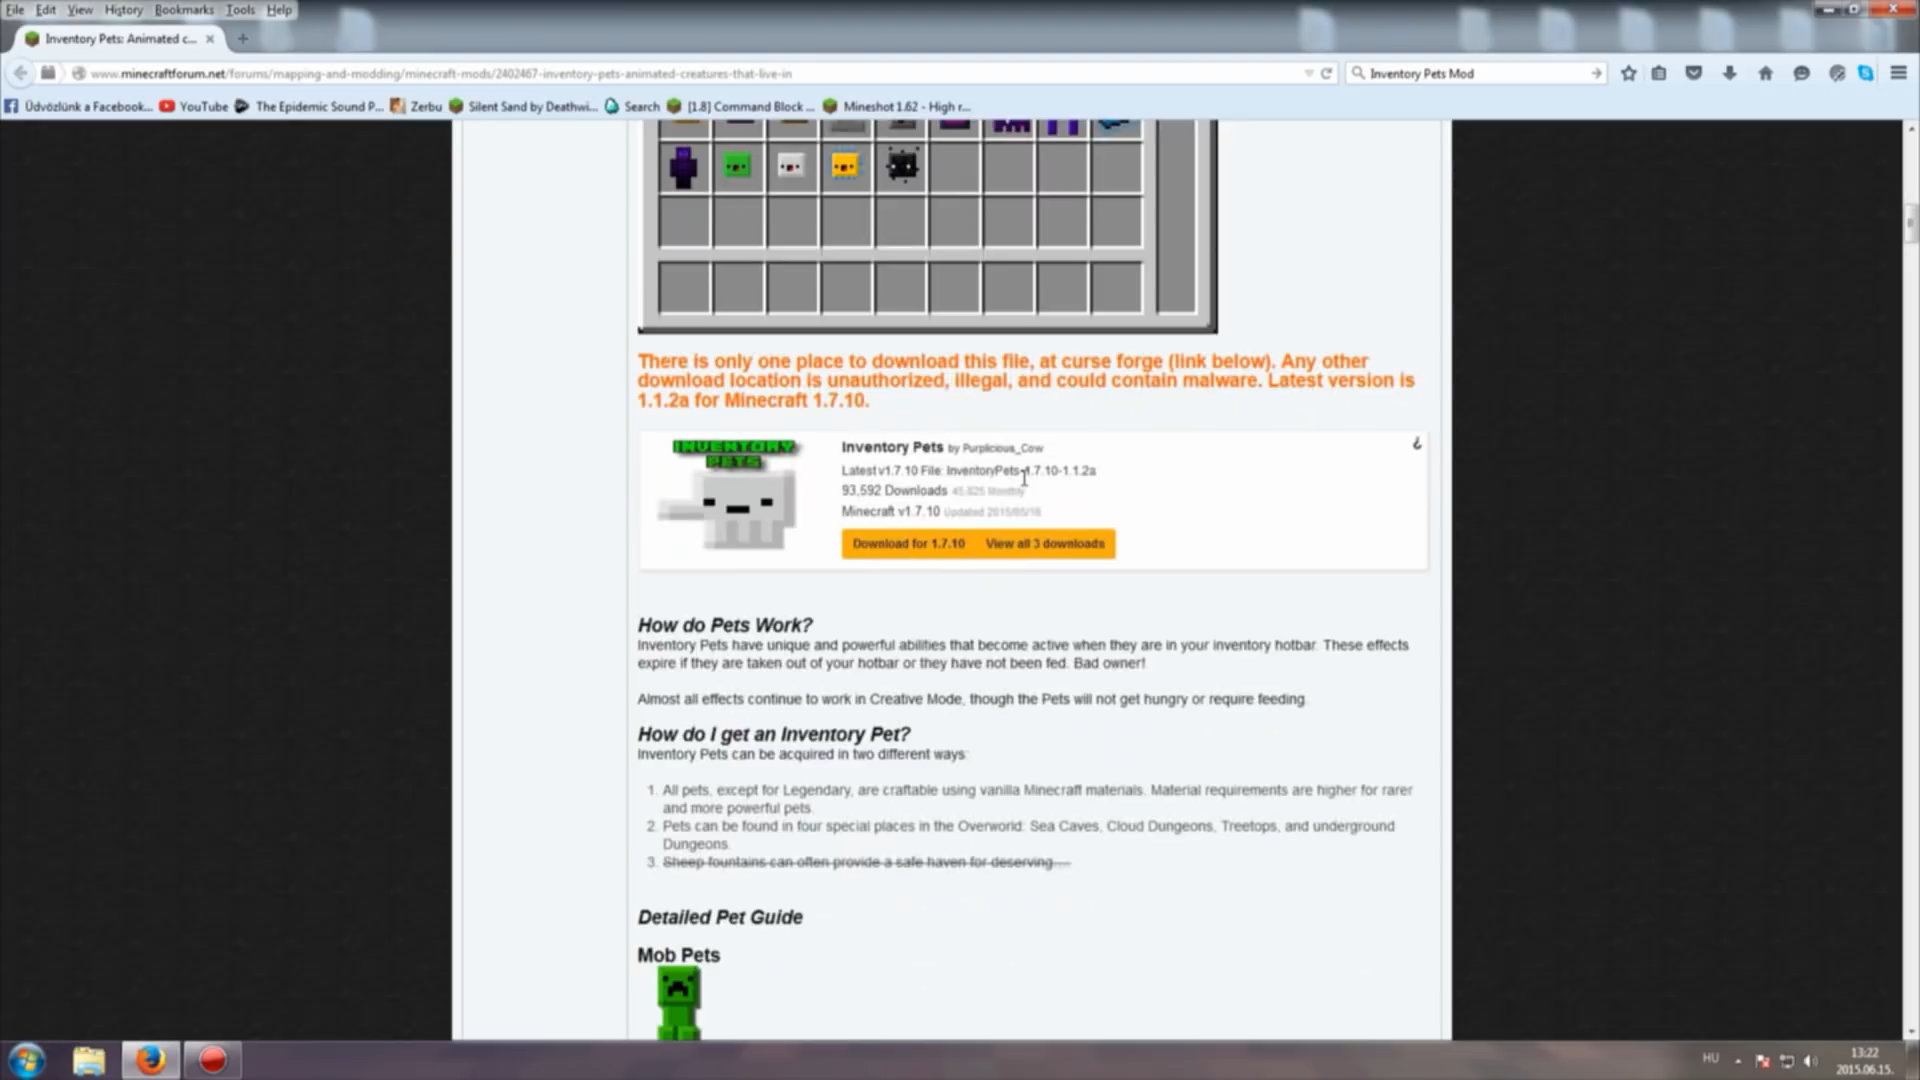 File Edit View History Bookmarks Tools Help
Inventory Pets: Animated c...
www.minecraftforum.net/forums/mapping-and-modding/minecraft-mods/2402467-inventory-pets-animated-creatures-that-live-in
Inventory Pets Mod
Üdvözlünk a Facebook... YouTube The Epidemic Sound P... Zerbu Silent Sand by Deathwi... Search [1.8] Command Block ... Mineshot 1.62 - High r...
There is only one place to download this file, at curse forge (link below). Any other
download location is unauthorized, illegal, and could contain malware. Latest version is
1.1.2a for Minecraft 1.7.10.
INVENTORY
PETS
Inventory Pets by Purplicious_Cow
Latest v1.7.10 File: InventoryPets-1.7.10-1.1.2a
93,592 Downloads 45,825 Monthly
Minecraft v1.7.10 Updated 2015/05/16
Download for 1.7.10 View all 3 downloads
How do Pets Work?
Inventory Pets have unique and powerful abilities that become active when they are in your inventory hotbar. These effects
expire if they are taken out of your hotbar or they have not been fed. Bad owner!
Almost all effects continue to work in Creative Mode, though the Pets will not get hungry or require feeding.
How do I get an Inventory Pet?
Inventory Pets can be acquired in two different ways:
1. All pets, except for Legendary, are craftable using vanilla Minecraft materials. Material requirements are higher for rarer
and more powerful pets.
2. Pets can be found in four special places in the Overworld: Sea Caves, Cloud Dungeons, Treetops, and underground
Dungeons.
3. Sheep fountains can often provide a safe haven for deserving....
Detailed Pet Guide
Mob Pets
HU
13:22
2015.06.15.